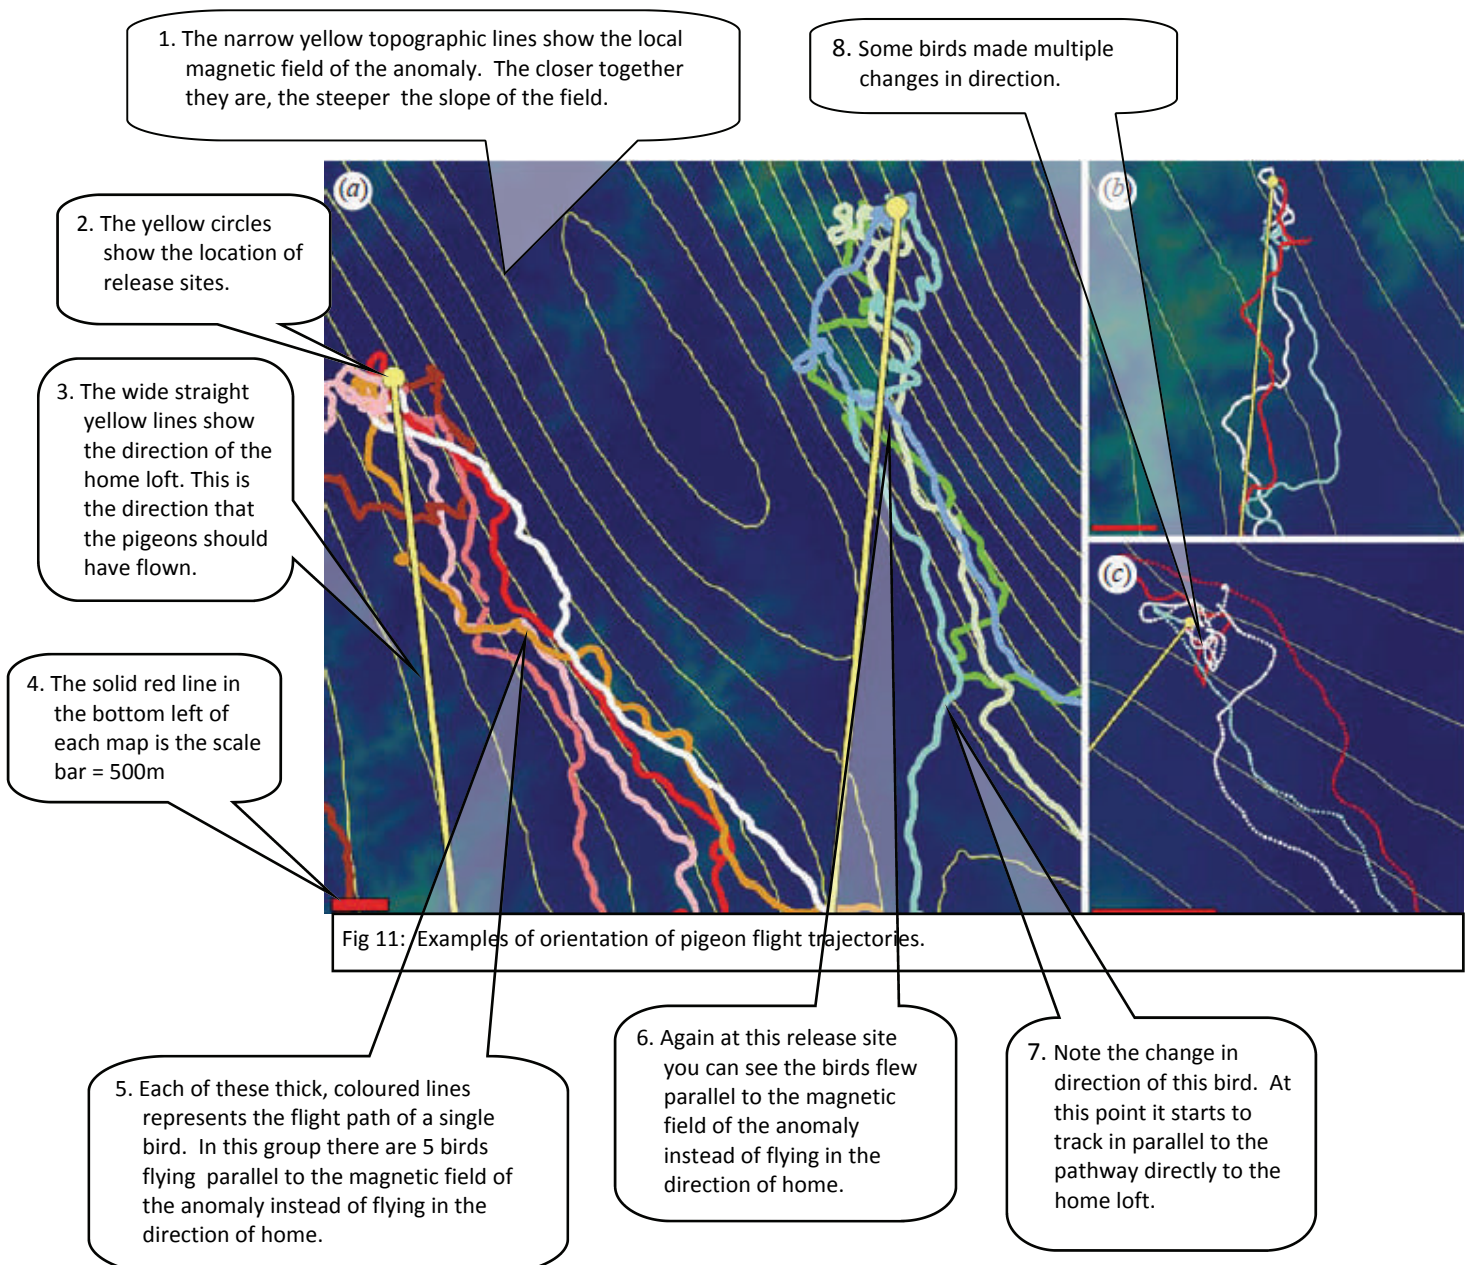 1. The narrow yellow topographic lines show the local
magnetic field of the anomaly. The closer together
they are, the steeper the slope of the field.
8. Some birds made multiple
changes in direction.
(a)
(b)
2. The yellow circles
show the location of
release sites.
3. The wide straight
yellow lines show
the direction of the
home loft. This is
the direction that
the pigeons should
have flown.
(c)
4. The solid red line in
the bottom left of
each map is the scale
bar = 500m
Fig 11: Examples of orientation of pigeon flight trajectories.
5. Each of these thick, coloured lines
represents the flight path of a single
bird. In this group there are 5 birds
flying parallel to the magnetic field of
the anomaly instead of flying in the
direction of home.
6. Again at this release site
you can see the birds flew
parallel to the magnetic
field of the anomaly
instead of flying in the
direction of home.
7. Note the change in
direction of this bird. At
this point it starts to
track in parallel to the
pathway directly to the
home loft.